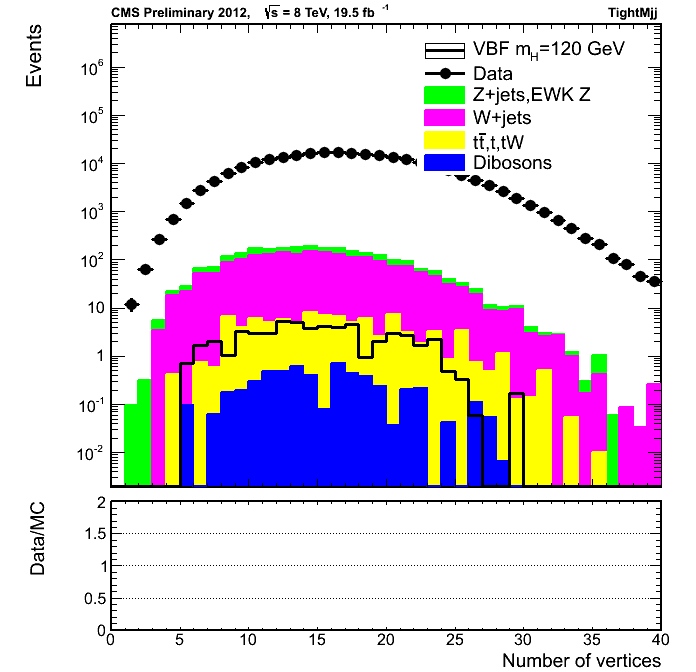 CMS Preliminary 2012, √s = 8 TeV, 19.5 fb⁻¹ TightMjj
Events
VBF m_H=120 GeV
Data
Z+jets,EWK Z
W+jets
tt̄,t,tW
Dibosons
10⁶
10⁵
10⁴
10³
10²
10
1
10⁻¹
10⁻²
Data/MC
2
1.5
1
0.5
0
0 5 10 15 20 25 30 35 40
Number of vertices